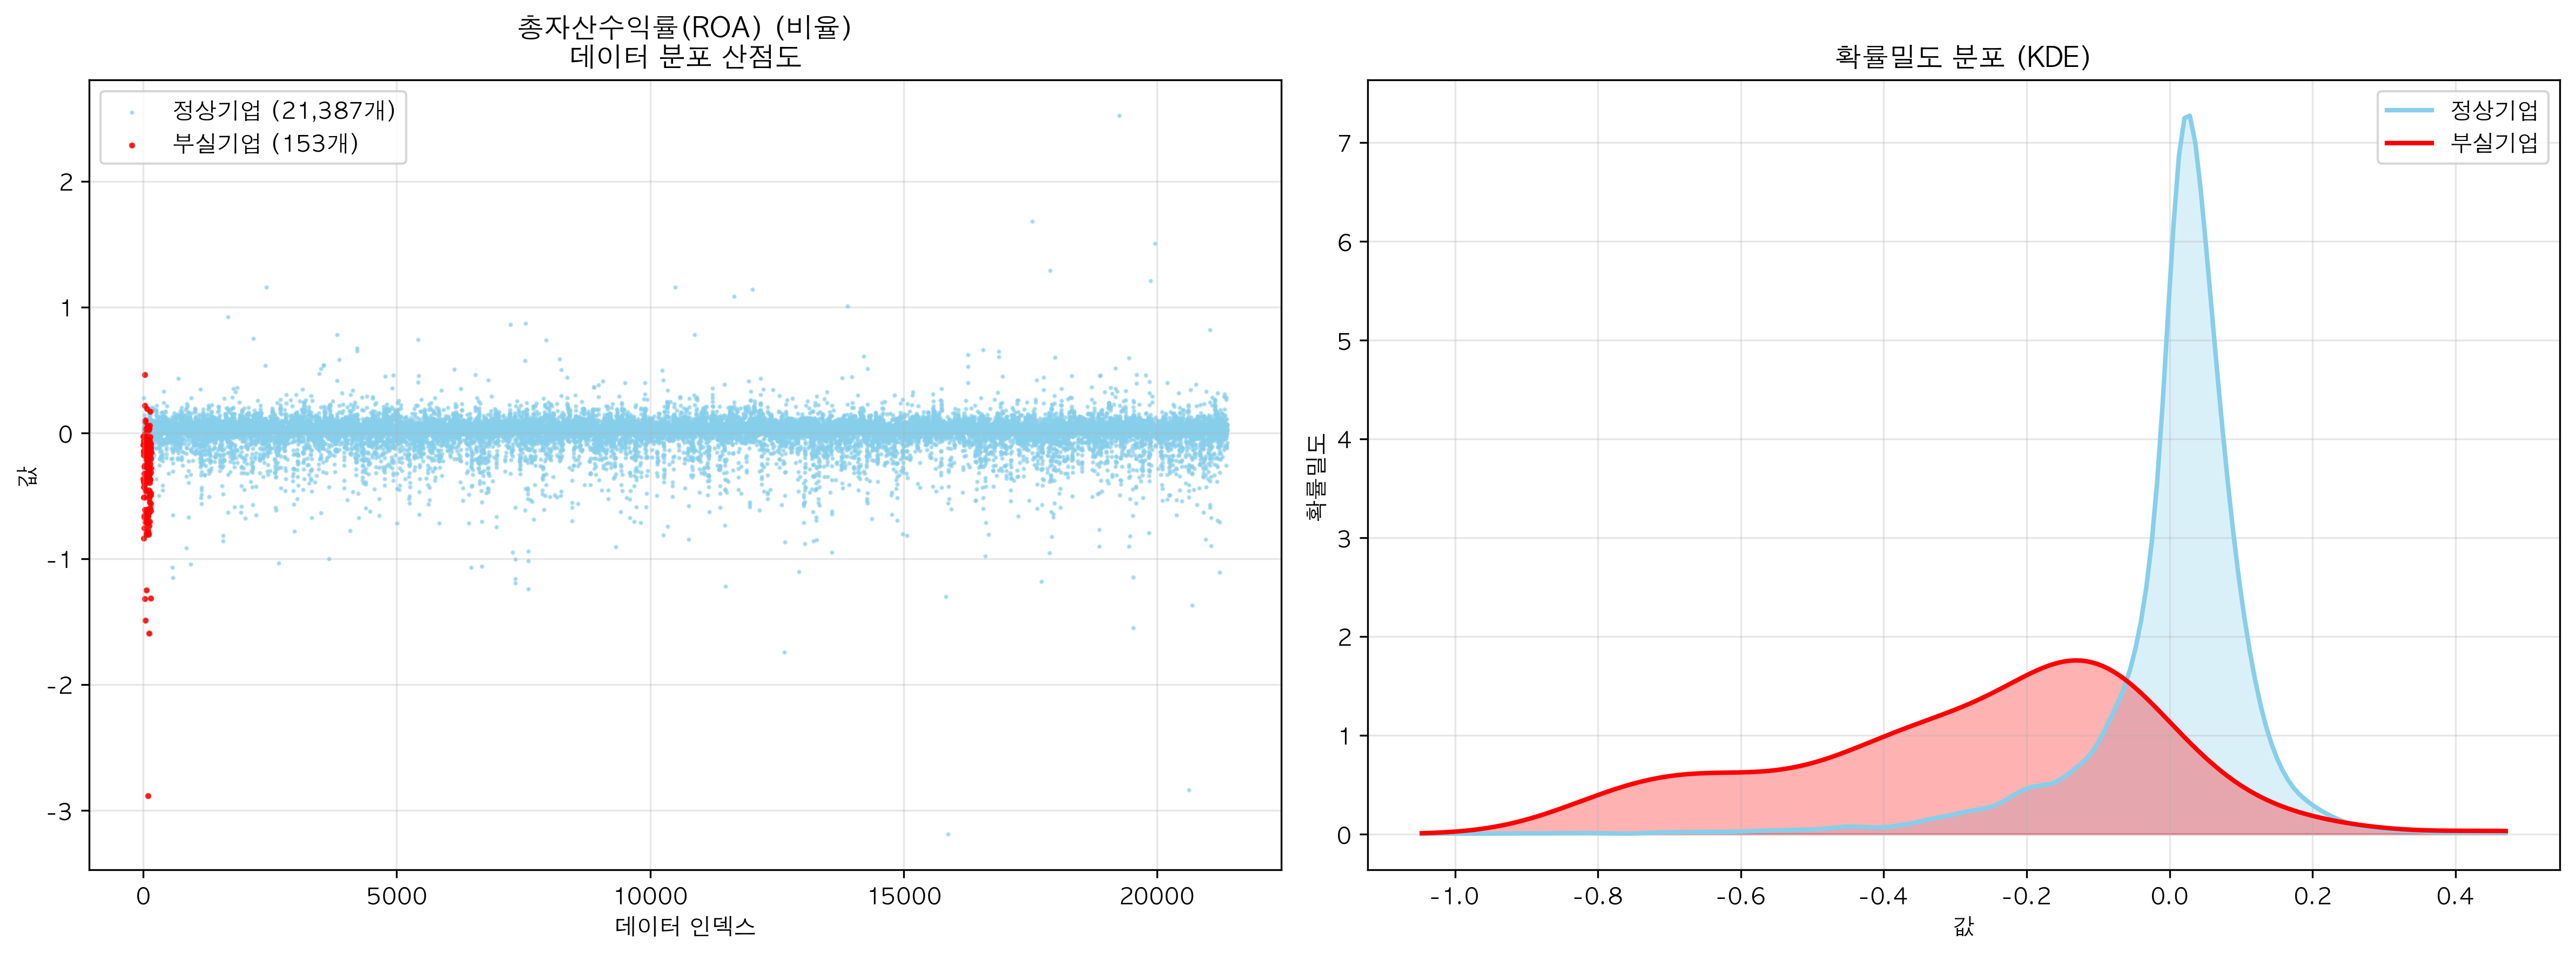 총자산수익률(ROA) (비율)
데이터 분포 산점도
정상기업 (21,387개)
부실기업 (153개)
2
1
0
-1
-2
-3
값
0
5000
10000
15000
20000
데이터 인덱스
확률밀도 분포 (KDE)
정상기업
부실기업
7
6
5
4
3
2
1
0
확률밀도
-1.0
-0.8
-0.6
-0.4
-0.2
0.0
0.2
0.4
값